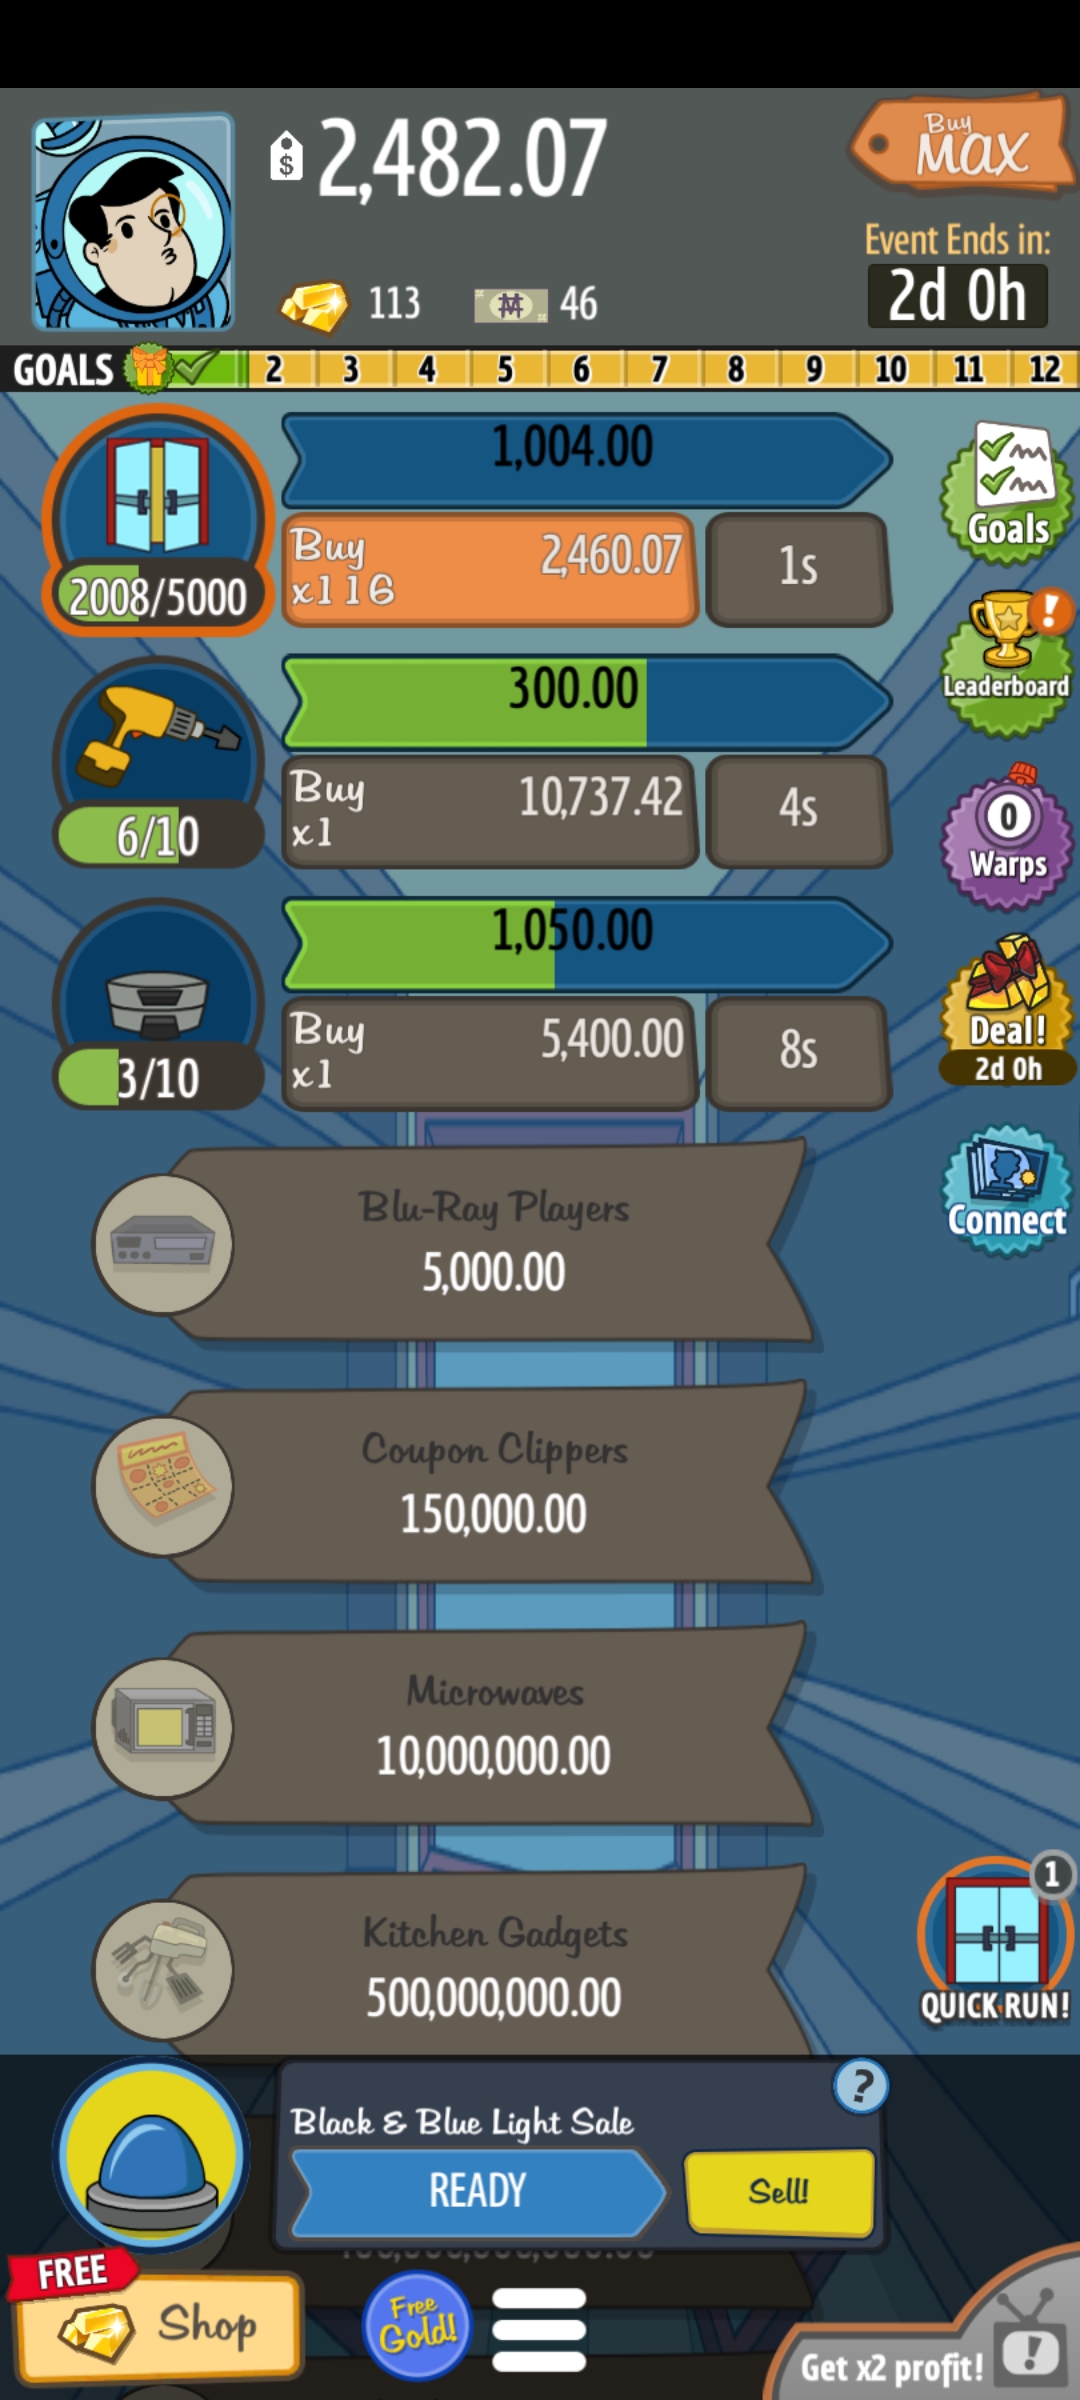 $ 2,482.07
Buy
MAX
Event Ends in:
2d 0h
113
M 46
GOALS 2 3 4 5 6 7 8 9 10 11 12
1,004.00
Buy
x116
2,460.07
1s
2008/5000
Goals
300.00
Buy
x1
10,737.42
4s
6/10
!
Leaderboard
0
Warps
1,050.00
Buy
x1
5,400.00
8s
3/10
Deal!
2d 0h
Connect
Blu-Ray Players
5,000.00
Coupon Clippers
150,000.00
Microwaves
10,000,000.00
Kitchen Gadgets
500,000,000.00
1
QUICK RUN!
?
Black & Blue Light Sale
READY
Sell!
FREE
Shop
Free
Gold!
Get x2 profit!
!